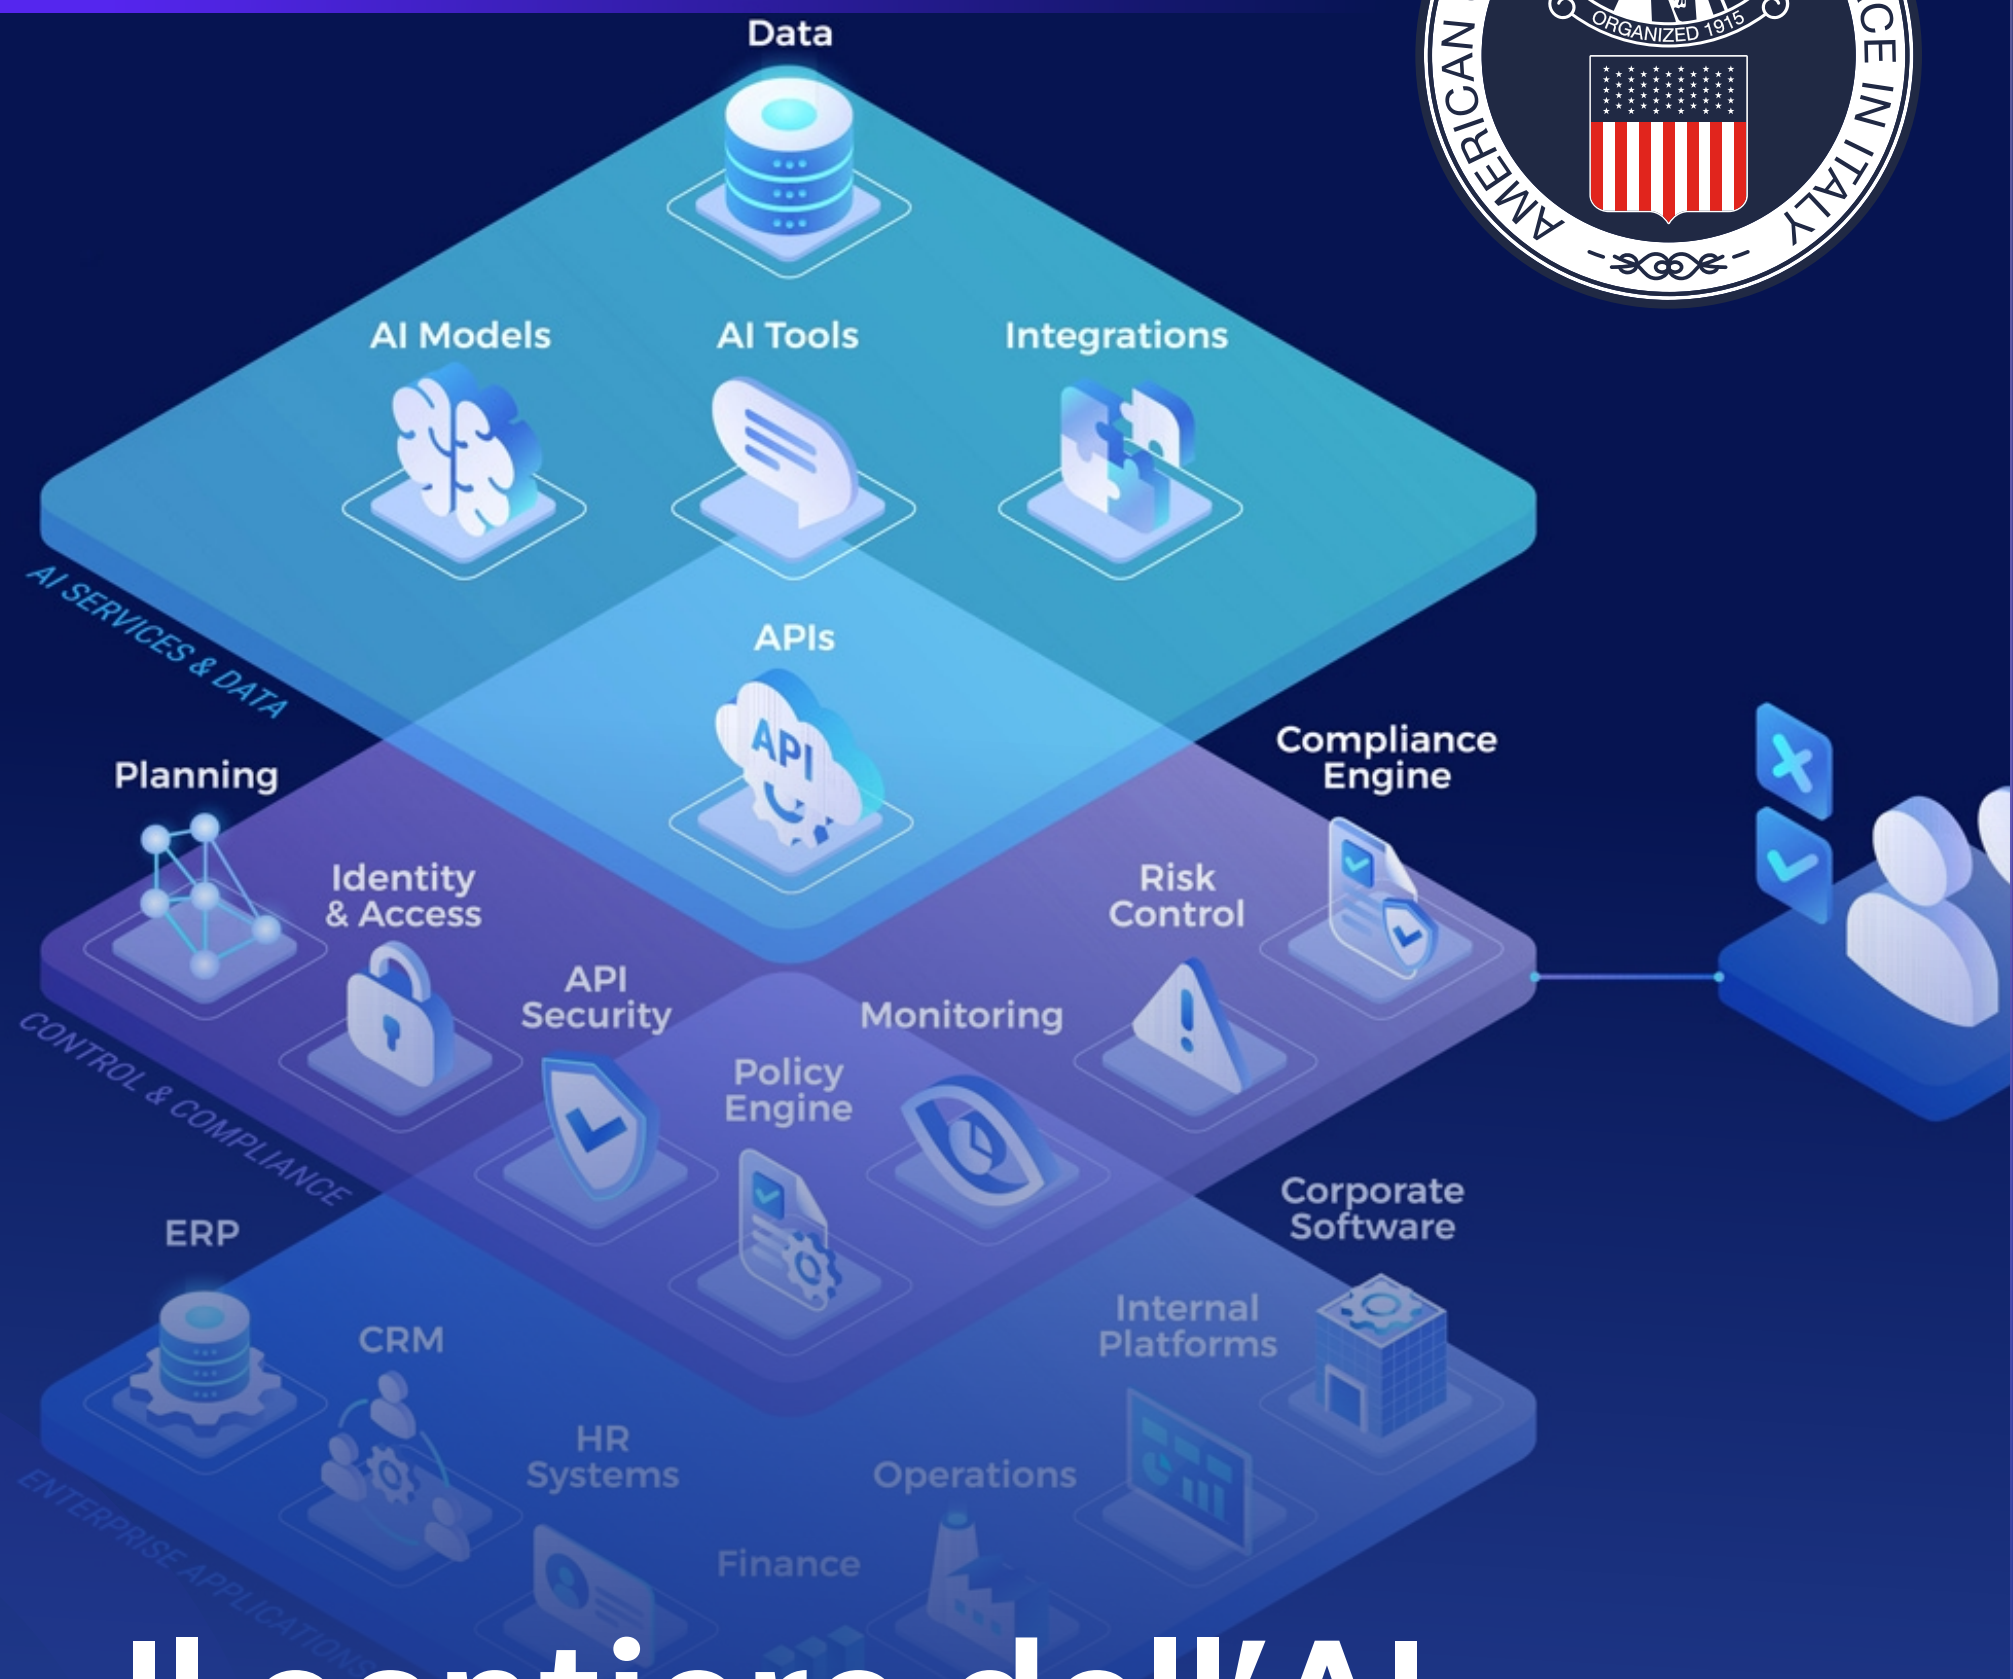 Data
ORGANIZED 1915
AMERICAN
CE IN ITALY
AI Models
AI Tools
Integrations
AI SERVICES & DATA
APIs
API
Compliance
Engine
Planning
Identity
& Access
Risk
Control
API
Security
Monitoring
Policy
Engine
CONTROL & COMPLIANCE
Corporate
Software
ERP
Internal
Platforms
CRM
HR
Systems
Operations
Finance
ENTERPRISE APPLICATIONS
dell'AI